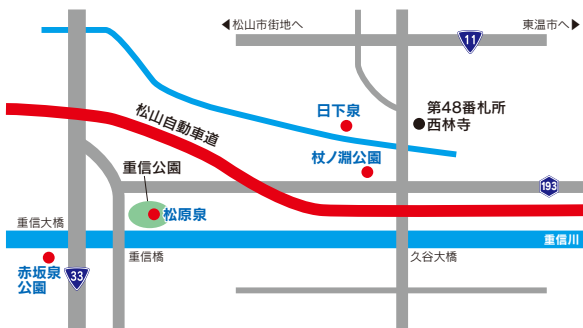 松山市街地へ
東温市へ
11
日下泉
第48番札所
西林寺
松山自動車道
杖ノ淵公園
重信公園
193
松原泉
重信大橋
重信川
赤坂泉
公園
33
重信橋
久谷大橋